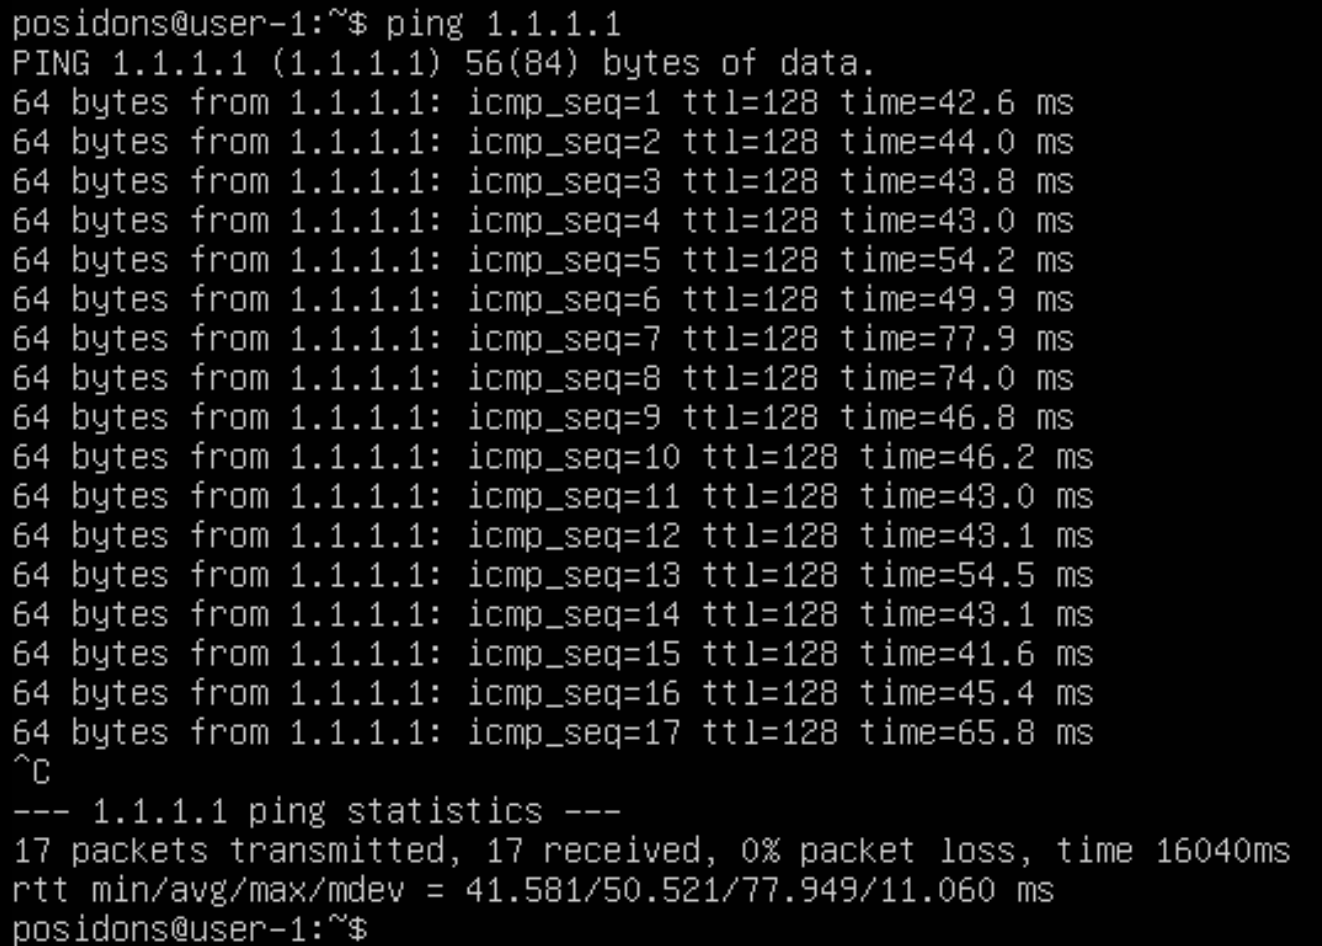 posidons@user-1:~$ ping 1.1.1.1
PING 1.1.1.1 (1.1.1.1) 56(84) bytes of data.
64 bytes from 1.1.1.1: icmp_seq=1 ttl=128 time=42.6 ms
64 bytes from 1.1.1.1: icmp_seq=2 ttl=128 time=44.0 ms
64 bytes from 1.1.1.1: icmp_seq=3 ttl=128 time=43.8 ms
64 bytes from 1.1.1.1: icmp_seq=4 ttl=128 time=43.0 ms
64 bytes from 1.1.1.1: icmp_seq=5 ttl=128 time=54.2 ms
64 bytes from 1.1.1.1: icmp_seq=6 ttl=128 time=49.9 ms
64 bytes from 1.1.1.1: icmp_seq=7 ttl=128 time=77.9 ms
64 bytes from 1.1.1.1: icmp_seq=8 ttl=128 time=74.0 ms
64 bytes from 1.1.1.1: icmp_seq=9 ttl=128 time=46.8 ms
64 bytes from 1.1.1.1: icmp_seq=10 ttl=128 time=46.2 ms
64 bytes from 1.1.1.1: icmp_seq=11 ttl=128 time=43.0 ms
64 bytes from 1.1.1.1: icmp_seq=12 ttl=128 time=43.1 ms
64 bytes from 1.1.1.1: icmp_seq=13 ttl=128 time=54.5 ms
64 bytes from 1.1.1.1: icmp_seq=14 ttl=128 time=43.1 ms
64 bytes from 1.1.1.1: icmp_seq=15 ttl=128 time=41.6 ms
64 bytes from 1.1.1.1: icmp_seq=16 ttl=128 time=45.4 ms
64 bytes from 1.1.1.1: icmp_seq=17 ttl=128 time=65.8 ms
^C
--- 1.1.1.1 ping statistics ---
17 packets transmitted, 17 received, 0% packet loss, time 16040ms
rtt min/avg/max/mdev = 41.581/50.521/77.949/11.060 ms
posidons@user-1:~$